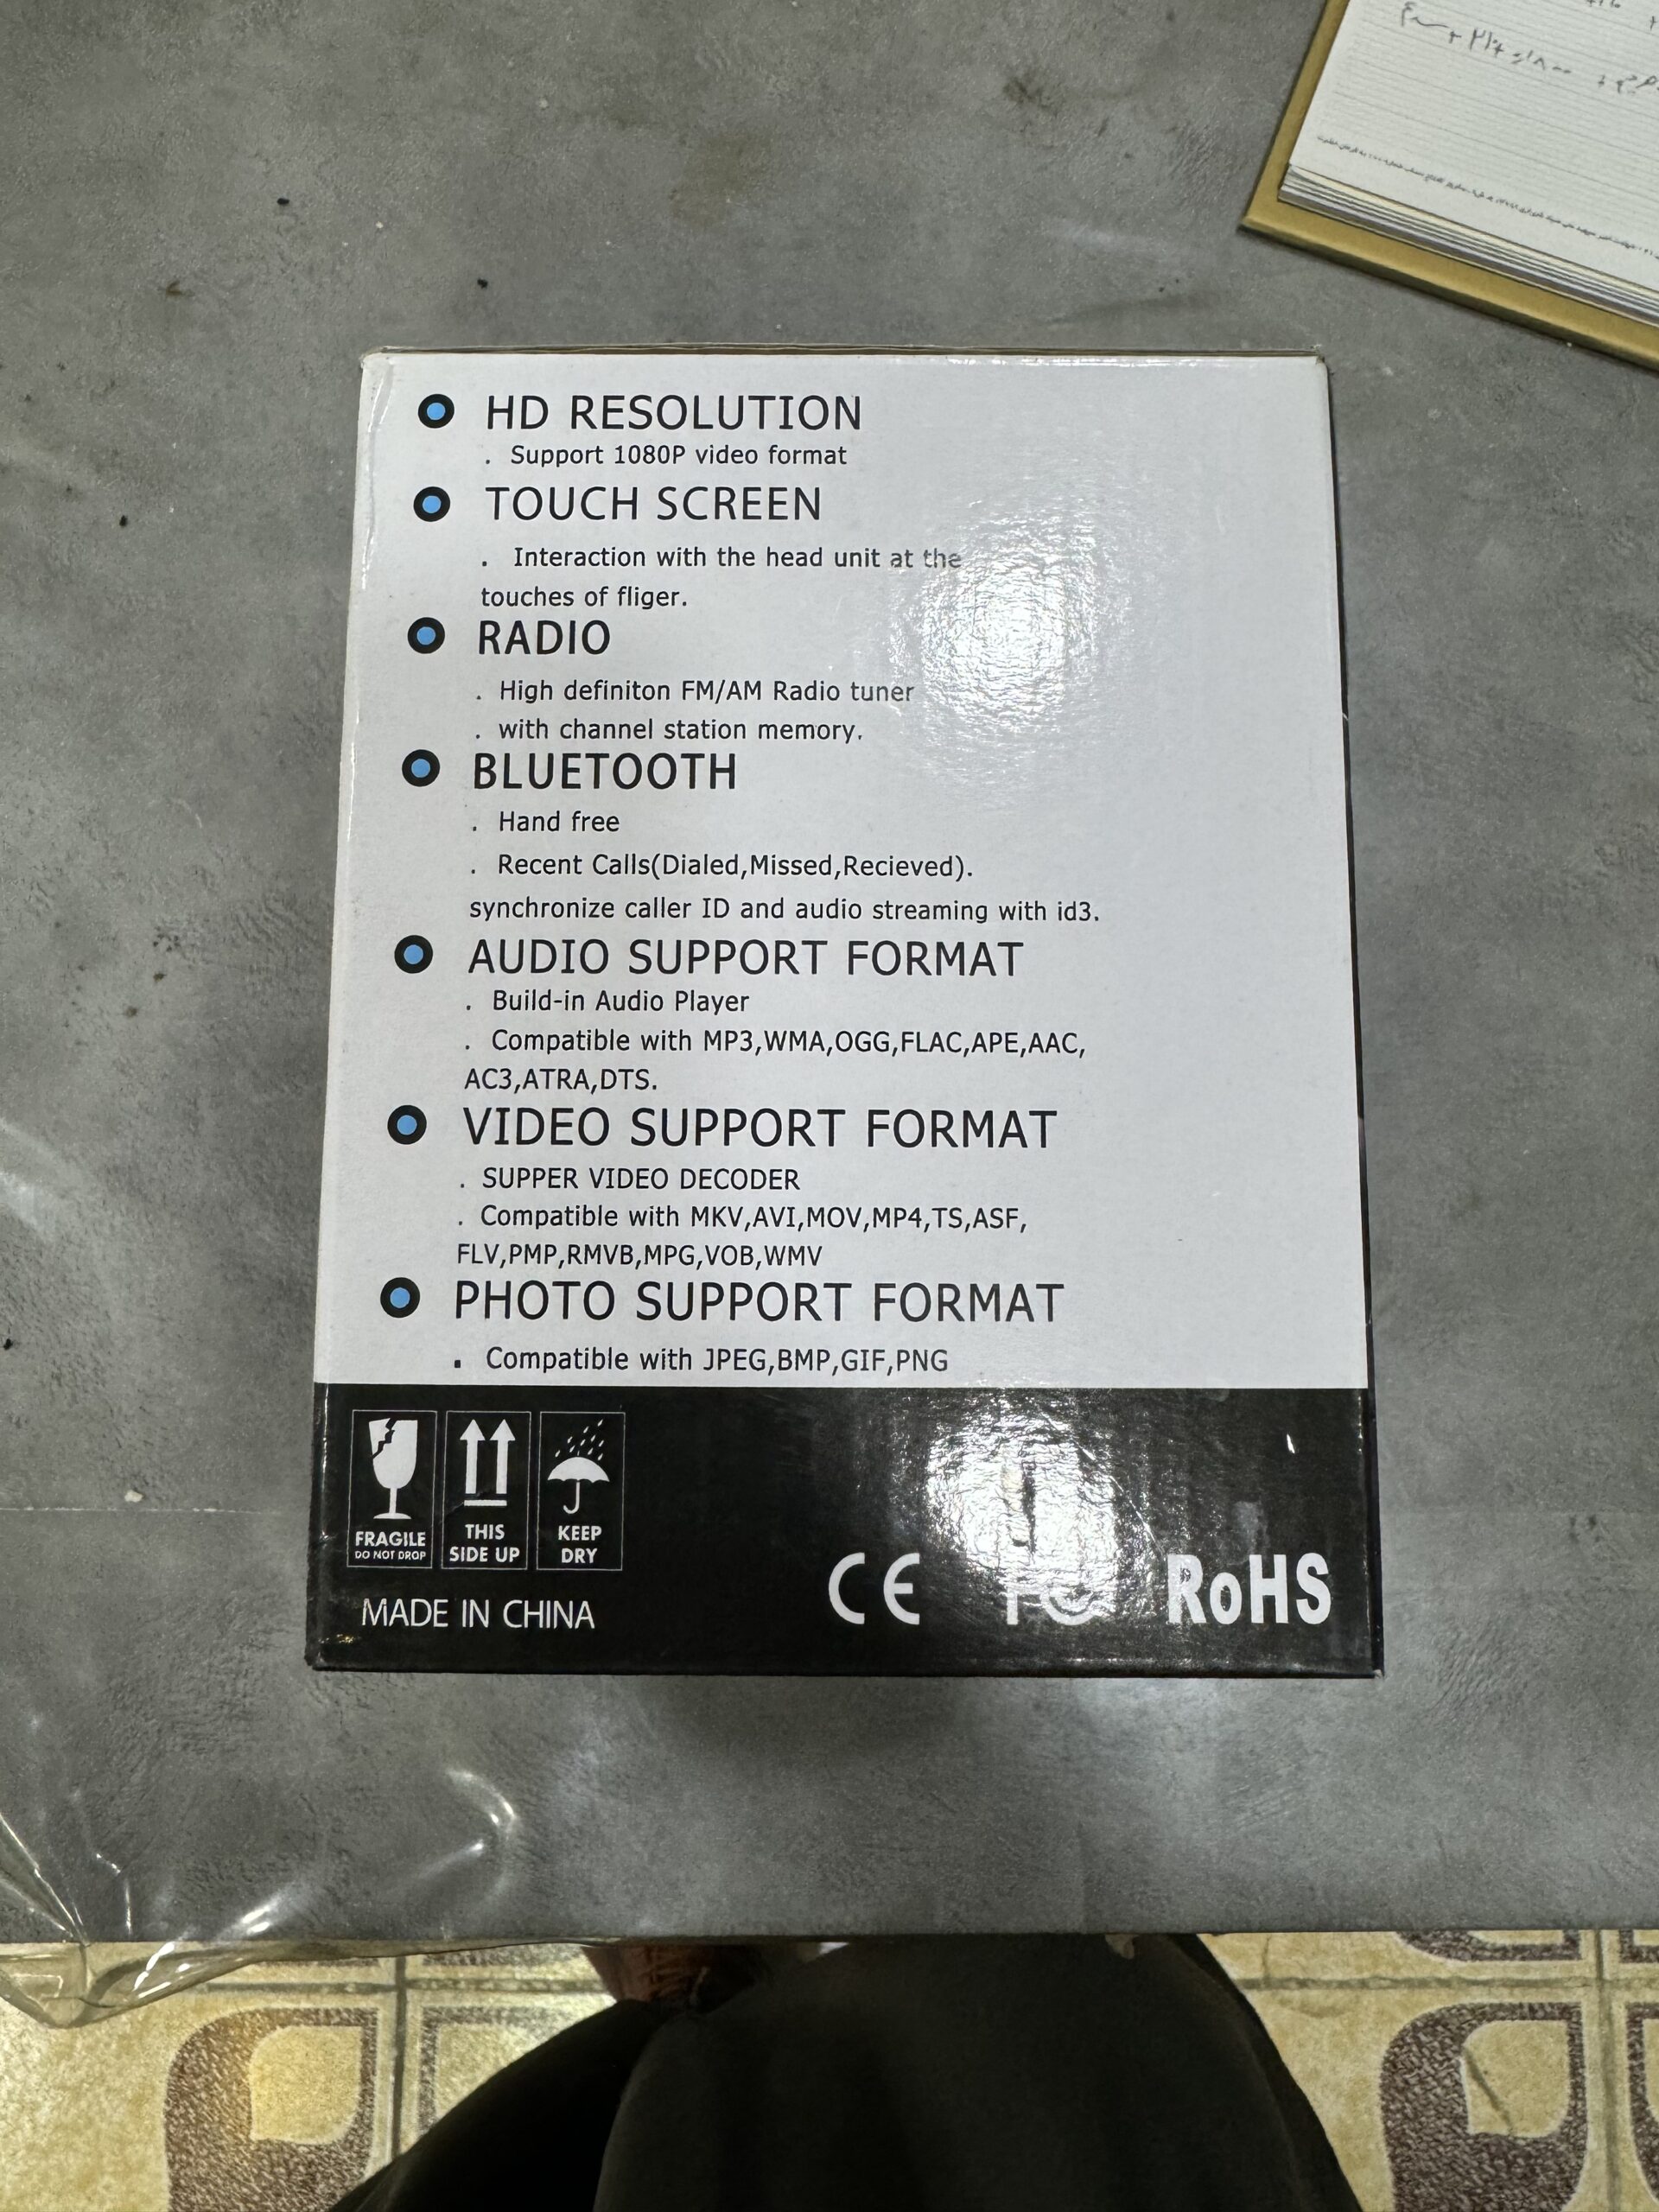 HD RESOLUTION
. Support 1080P video format
TOUCH SCREEN
. Interaction with the head unit at the
touches of fliger.
RADIO
. High definiton FM/AM Radio tuner
. with channel station memory.
BLUETOOTH
. Hand free
. Recent Calls(Dialed,Missed,Recieved).
synchronize caller ID and audio streaming with id3.
AUDIO SUPPORT FORMAT
. Build-in Audio Player
. Compatible with MP3,WMA,OGG,FLAC,APE,AAC,
AC3,ATRA,DTS.
VIDEO SUPPORT FORMAT
. SUPPER VIDEO DECODER
. Compatible with MKV,AVI,MOV,MP4,TS,ASF,
FLV,PMP,RMVB,MPG,VOB,WMV
PHOTO SUPPORT FORMAT
. Compatible with JPEG,BMP,GIF,PNG
FRAGILE
DO NOT DROP
THIS
SIDE UP
KEEP
DRY
MADE IN CHINA
CE
RoHS